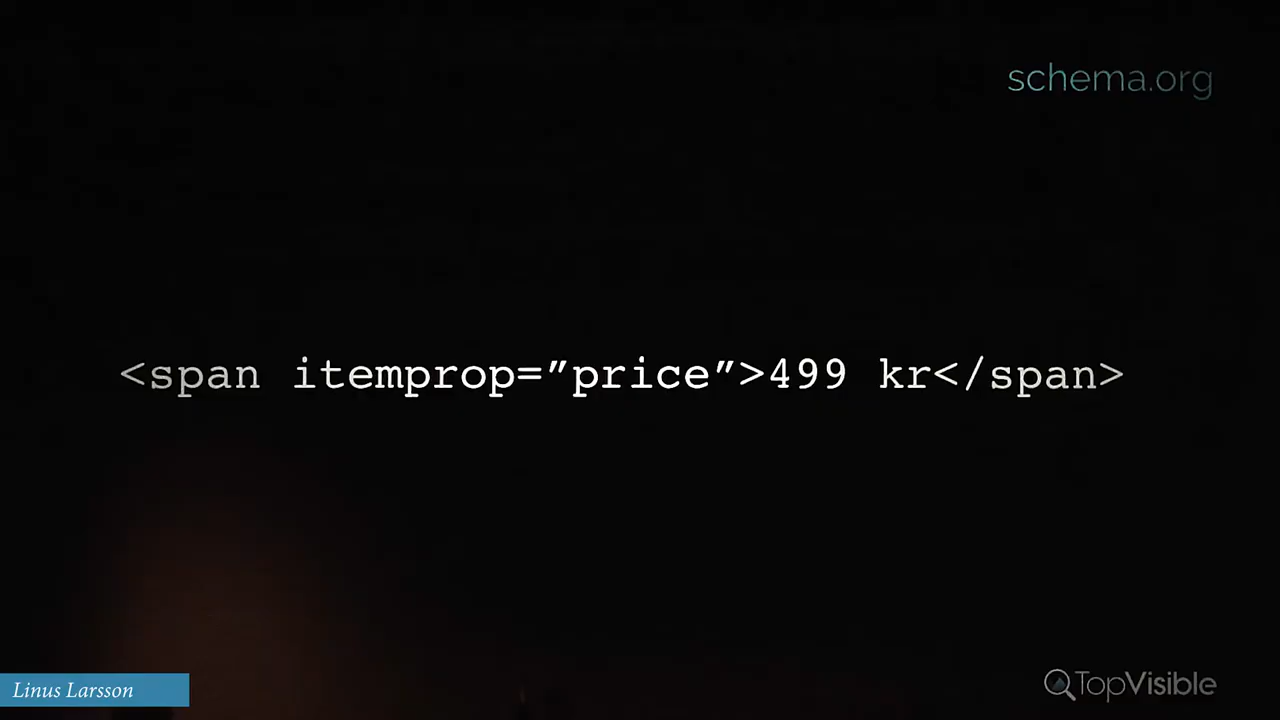 schema.org
<span itemprop=”price”>499 kr</span>
Linus Larsson
TopVisible